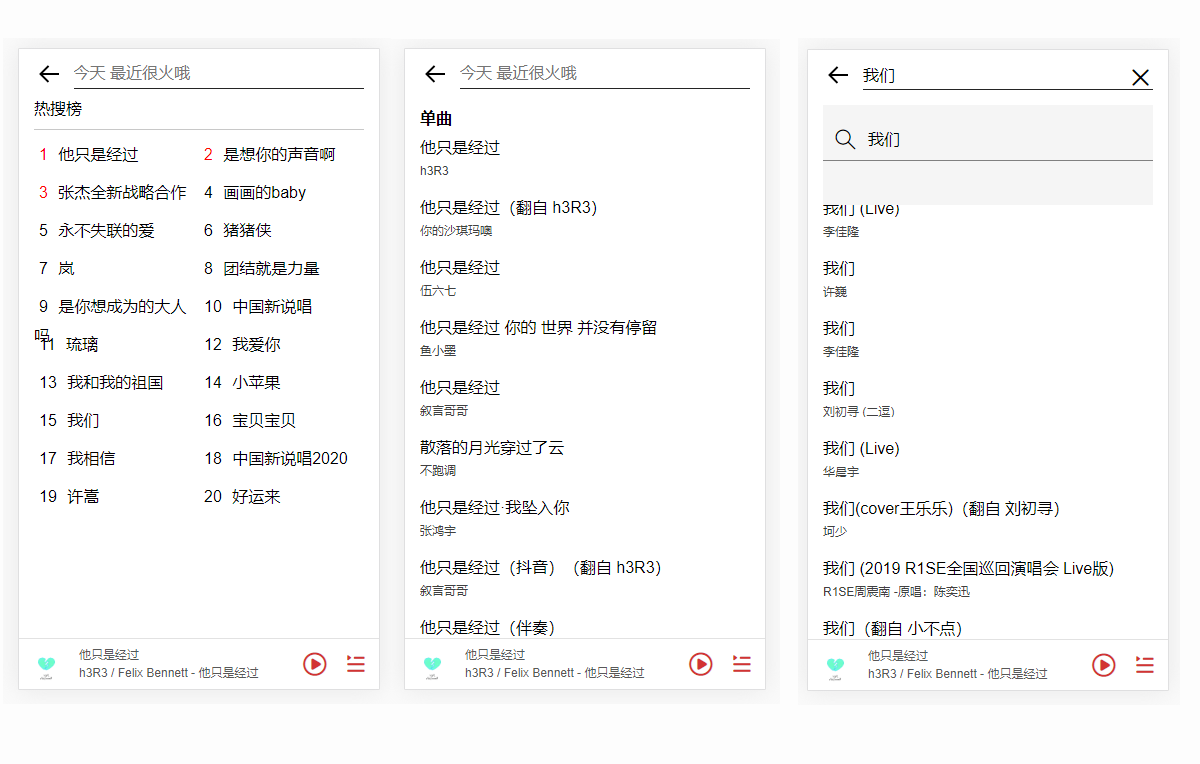 今天 最近很火哦
热搜榜
1 他只是经过
2 是想你的声音啊
3 张杰全新战略合作
4 画画的baby
5 永不失联的爱
6 猪猪侠
7 岚
8 团结就是力量
9 是你想成为的大人
吗
10 中国新说唱
11 琉璃
12 我爱你
13 我和我的祖国
14 小苹果
15 我们
16 宝贝宝贝
17 我相信
18 中国新说唱2020
19 许嵩
20 好运来
他只是经过
h3R3 / Felix Bennett - 他只是经过
今天 最近很火哦
单曲
他只是经过
h3R3
他只是经过（翻自 h3R3）
你的沙琪玛噢
他只是经过
伍六七
他只是经过 你的 世界 并没有停留
鱼小墨
他只是经过
叙言哥哥
散落的月光穿过了云
不跑调
他只是经过·我坠入你
张鸿宇
他只是经过（抖音）（翻自 h3R3）
叙言哥哥
他只是经过（伴奏）
他只是经过
h3R3 / Felix Bennett - 他只是经过
我们
我们
我们 (Live)
李佳隆
我们
许巍
我们
李佳隆
我们
刘初寻 (二逗)
我们 (Live)
华晨宇
我们(cover王乐乐)（翻自 刘初寻）
坷少
我们 (2019 R1SE全国巡回演唱会 Live版)
R1SE周震南 -原唱：陈奕迅
我们（翻自 小不点）
他只是经过
h3R3 / Felix Bennett - 他只是经过